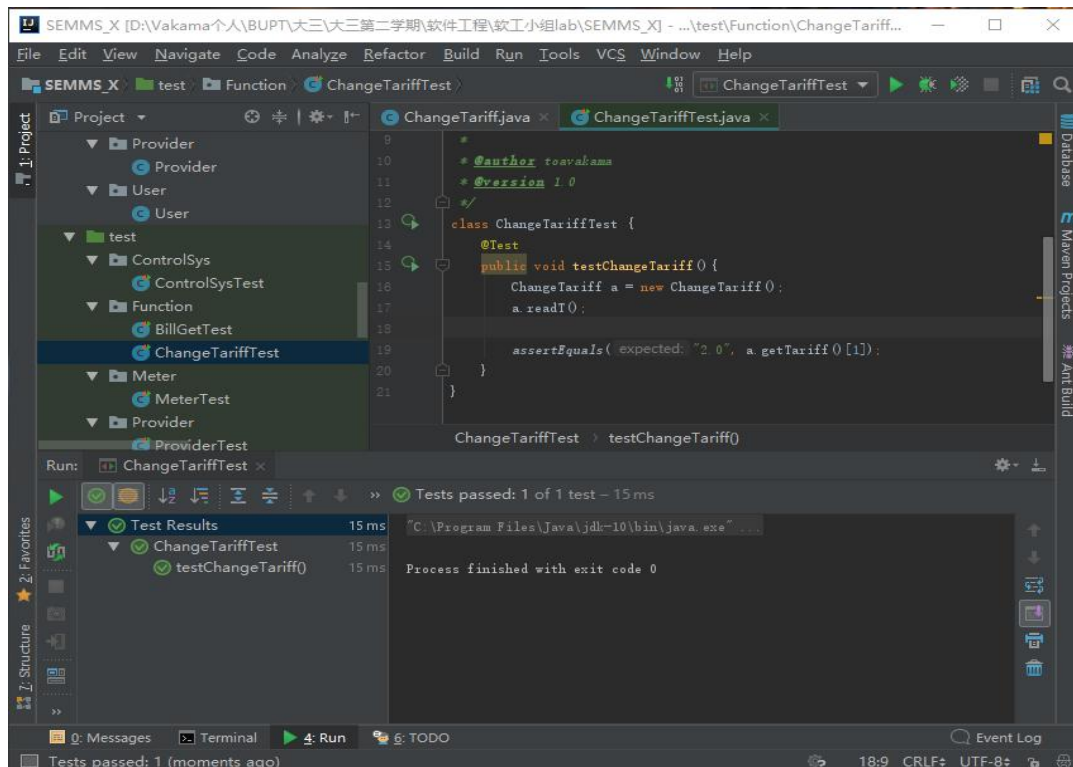 SEMMS_X [D:\Vakama个人\BUPT\大三\大三第二学期\软件工程\软工小组lab\SEMMS_X] - ...\test\Function\ChangeTariff...
File Edit View Navigate Code Analyze Refactor Build Run Tools VCS Window Help
SEMMS_X test Function ChangeTariffTest ChangeTariffTest
1: Project
Project
ChangeTariff.java ChangeTariffTest.java
Provider
Provider
User
User
test
ControlSys
ControlSysTest
Function
BillGetTest
ChangeTariffTest
Meter
MeterTest
Provider
ProviderTest
9 *
10 * @author toavakama
11 * @version 1.0
12 */
13 class ChangeTariffTest {
14 @Test
15 public void testChangeTariff() {
16 ChangeTariff a = new ChangeTariff();
17 a.readT();
18
19 assertEquals( expected: "2.0", a.getTariff()[1]);
20 }
21 }
ChangeTariffTest > testChangeTariff()
Database
Maven Projects
Ant Build
Run: ChangeTariffTest
» Tests passed: 1 of 1 test – 15 ms
Test Results 15 ms
ChangeTariffTest 15 ms
testChangeTariff() 15 ms
"C:\Program Files\Java\jdk-10\bin\java.exe" ...
Process finished with exit code 0
2: Favorites
7: Structure
»
0: Messages Terminal 4: Run 6: TODO Event Log
Tests passed: 1 (moments ago) 18:9 CRLF UTF-8